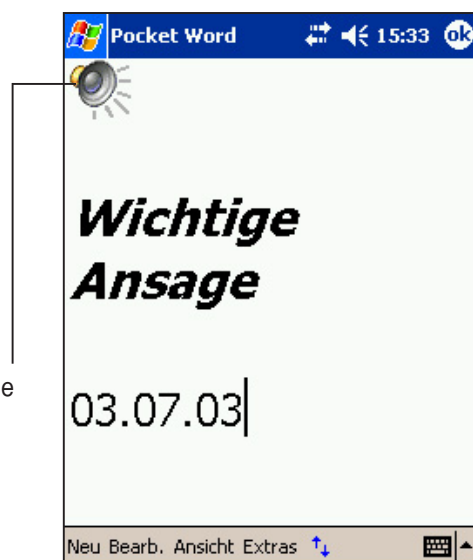 Pocket Word 15:33 ok
Wichtige
Ansage
e
03.07.03
Neu Bearb. Ansicht Extras